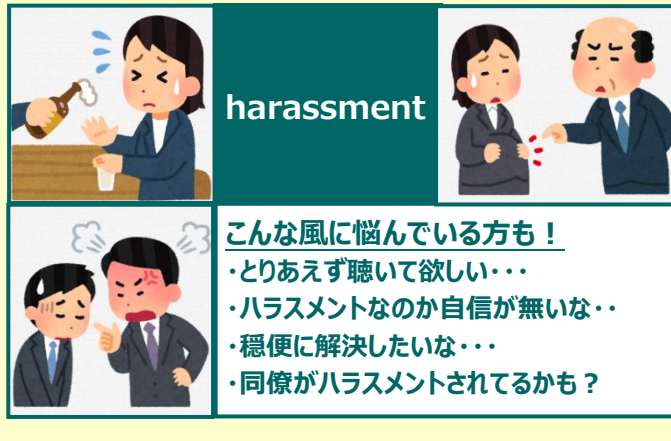 harassment
こんな風に悩んでいる方も！
・とりあえず聴いて欲しい・・・
・ハラスメントなのか自信が無いな・・
・穏便に解決したいな・・・
・同僚がハラスメントされてるかも？